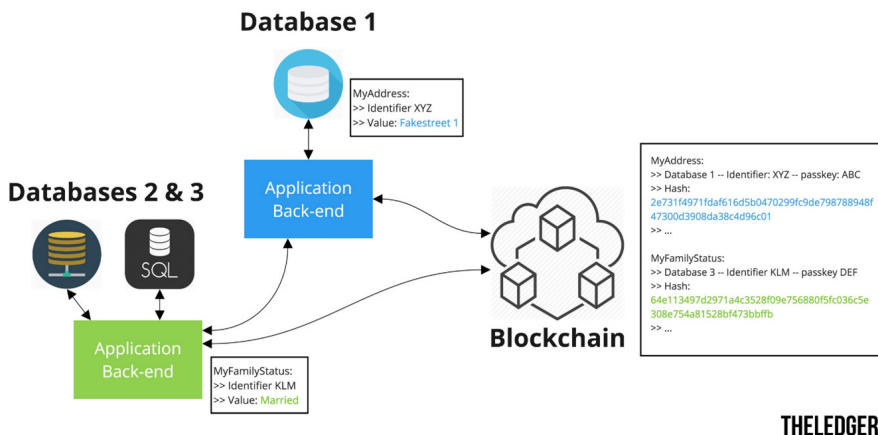 Database 1
MyAddress:
>> Identifier XYZ
>> Value: Fakestreet 1
Application
Back-end
Databases 2 & 3
SQL
Application
Back-end
MyFamilyStatus:
>> Identifier KLM
>> Value: Married
Blockchain
MyAddress:
>> Database 1 -- Identifier: XYZ -- passkey: ABC
>> Hash:
2e731f4971fdaf616d5b0470299fc9de798788948f
47300d3908da38c4d96c01
>> ...
MyFamilyStatus:
>> Database 3 -- Identifier KLM -- passkey DEF
>> Hash:
64e113497d2971a4c3528f09e756880f5fc036c5e
308e754a81528bf473bbffb
>> ...
THELEDGER